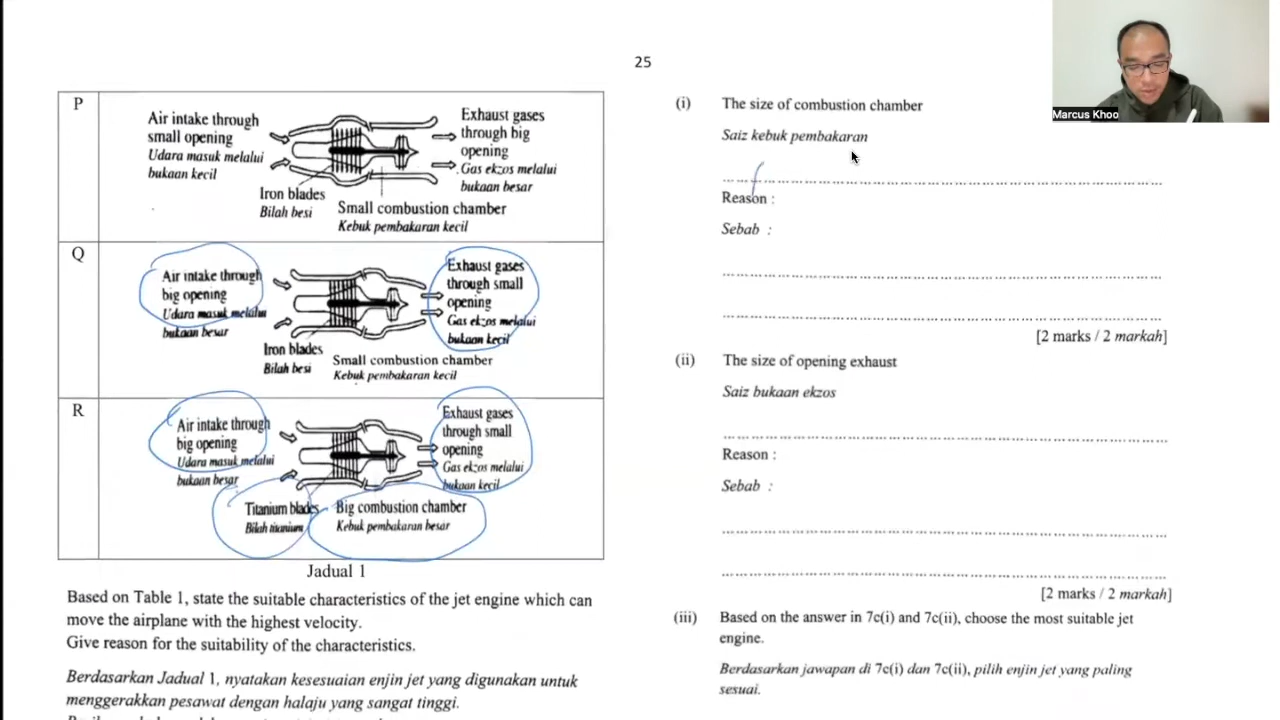 25
P
Air intake through
small opening
Udara masuk melalui
bukaan kecil
Exhaust gases
through big
opening
Gas ekzos melalui
bukaan besar
Iron blades
Bilah besi
Small combustion chamber
Kebuk pembakaran kecil
Q
Air intake through
big opening
Udara masuk melalui
bukaan besar
Exhaust gases
through small
opening
Gas ekzos melalui
bukaan kecil
Iron blades
Bilah besi
Small combustion chamber
Kebuk pembakaran kecil
R
Air intake through
big opening
Udara masuk melalui
bukaan besar
Exhaust gases
through small
opening
Gas ekzos melalui
bukaan kecil
Titanium blades
Bilah titanium
Big combustion chamber
Kebuk pembakaran besar
Jadual 1
Based on Table 1, state the suitable characteristics of the jet engine which can
move the airplane with the highest velocity.
Give reason for the suitability of the characteristics.
Berdasarkan Jadual 1, nyatakan kesesuaian enjin jet yang digunakan untuk
menggerakkan pesawat dengan halaju yang sangat tinggi.
(i) The size of combustion chamber
Saiz kebuk pembakaran
Reason :
Sebab :
[2 marks / 2 markah]
(ii) The size of opening exhaust
Saiz bukaan ekzos
Reason :
Sebab :
[2 marks / 2 markah]
(iii) Based on the answer in 7c(i) and 7c(ii), choose the most suitable jet
engine.
Berdasarkan jawapan di 7c(i) dan 7c(ii), pilih enjin jet yang paling
sesuai.
Marcus Khoo